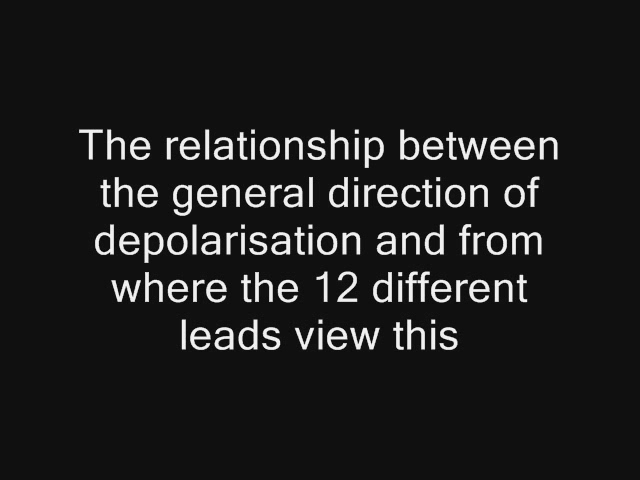 The relationship between
the general direction of
depolarisation and from
where the 12 different
leads view this